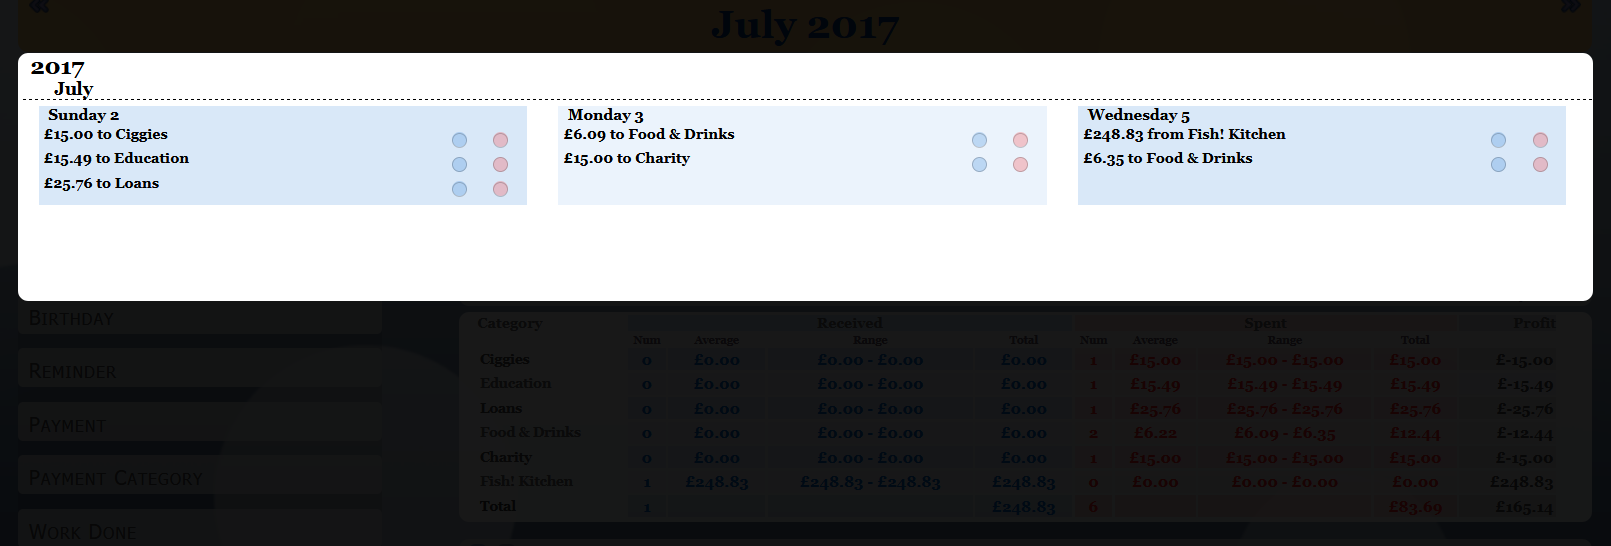 «
»
July 2017
2017
July
Sunday 2
£15.00 to Ciggies
£15.49 to Education
£25.76 to Loans
Monday 3
£6.09 to Food & Drinks
£15.00 to Charity
Wednesday 5
£248.83 from Fish! Kitchen
£6.35 to Food & Drinks
Birthday
Reminder
Payment
Payment Category
Work Done
Category Received Spent Profit
Num Average Range Total Num Average Range Total
Ciggies 0 £0.00 £0.00 - £0.00 £0.00 1 £15.00 £15.00 - £15.00 £15.00 £-15.00
Education 0 £0.00 £0.00 - £0.00 £0.00 1 £15.49 £15.49 - £15.49 £15.49 £-15.49
Loans 0 £0.00 £0.00 - £0.00 £0.00 1 £25.76 £25.76 - £25.76 £25.76 £-25.76
Food & Drinks 0 £0.00 £0.00 - £0.00 £0.00 2 £6.22 £6.09 - £6.35 £12.44 £-12.44
Charity 0 £0.00 £0.00 - £0.00 £0.00 1 £15.00 £15.00 - £15.00 £15.00 £-15.00
Fish! Kitchen 1 £248.83 £248.83 - £248.83 £248.83 0 £0.00 £0.00 - £0.00 £0.00 £248.83
Total 1 £248.83 6 £83.69 £165.14